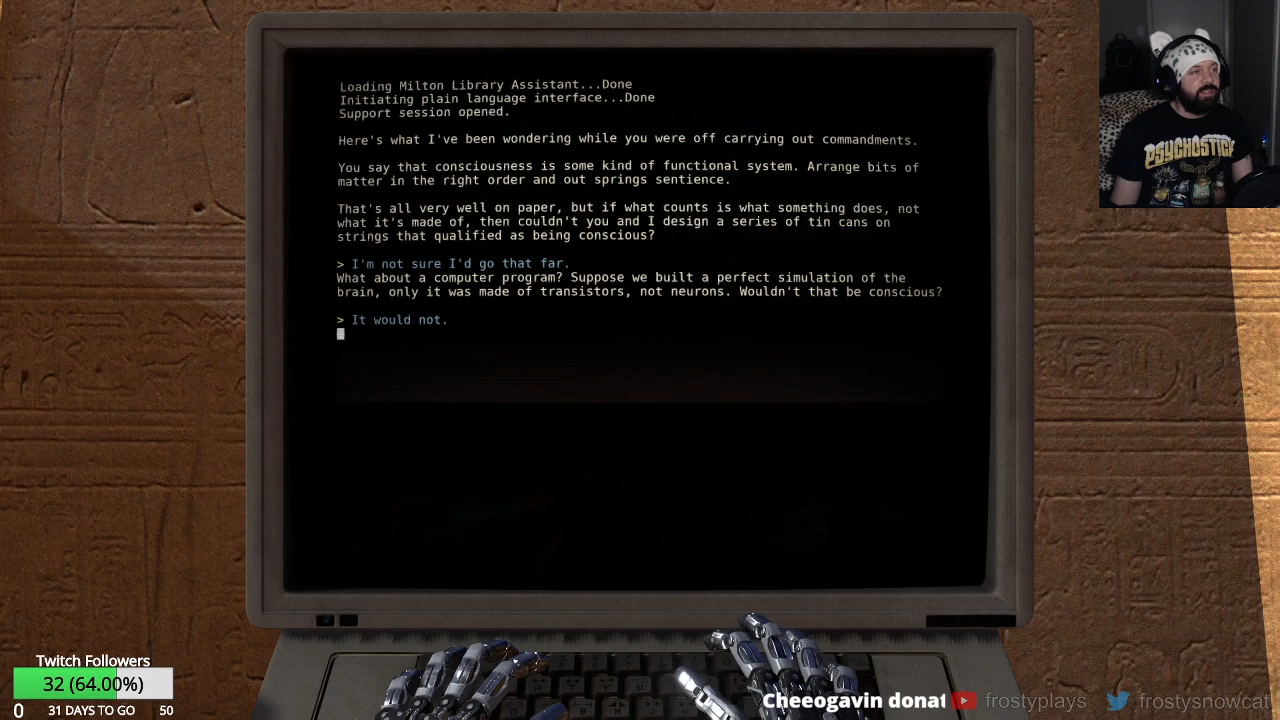 Loading Milton Library Assistant...Done
Initiating plain language interface...Done
Support session opened.
Here's what I've been wondering while you were off carrying out commandments.
You say that consciousness is some kind of functional system. Arrange bits of
matter in the right order and out springs sentience.
That's all very well on paper, but if what counts is what something does, not
what it's made of, then couldn't you and I design a series of tin cans on
strings that qualified as being conscious?
> I'm not sure I'd go that far.
What about a computer program? Suppose we built a perfect simulation of the
brain, only it was made of transistors, not neurons. Wouldn't that be conscious?
> It would not.
PSYCHOSTICK
Twitch Followers
32 (64.00%)
0 31 DAYS TO GO 50
Cheeogavin donat
frostyplays
frostysnowcat